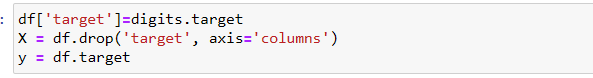 : df['target']=digits.target
X = df.drop('target', axis='columns')
y = df.target